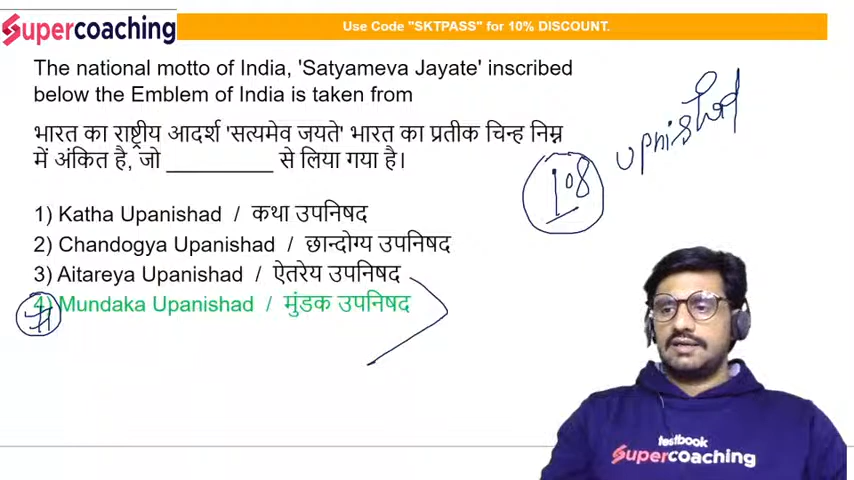 Supercoaching
Use Code "SKTPASS" for 10% DISCOUNT.
The national motto of India, 'Satyameva Jayate' inscribed
below the Emblem of India is taken from
भारत का राष्ट्रीय आदर्श 'सत्यमेव जयते' भारत का प्रतीक चिन्ह निम्न
में अंकित है, जो _________ से लिया गया है।
108 upnishad
1) Katha Upanishad / कथा उपनिषद
2) Chandogya Upanishad / छान्दोग्य उपनिषद
3) Aitareya Upanishad / ऐतरेय उपनिषद
4) Mundaka Upanishad / मुंडक उपनिषद
testbook
Supercoaching